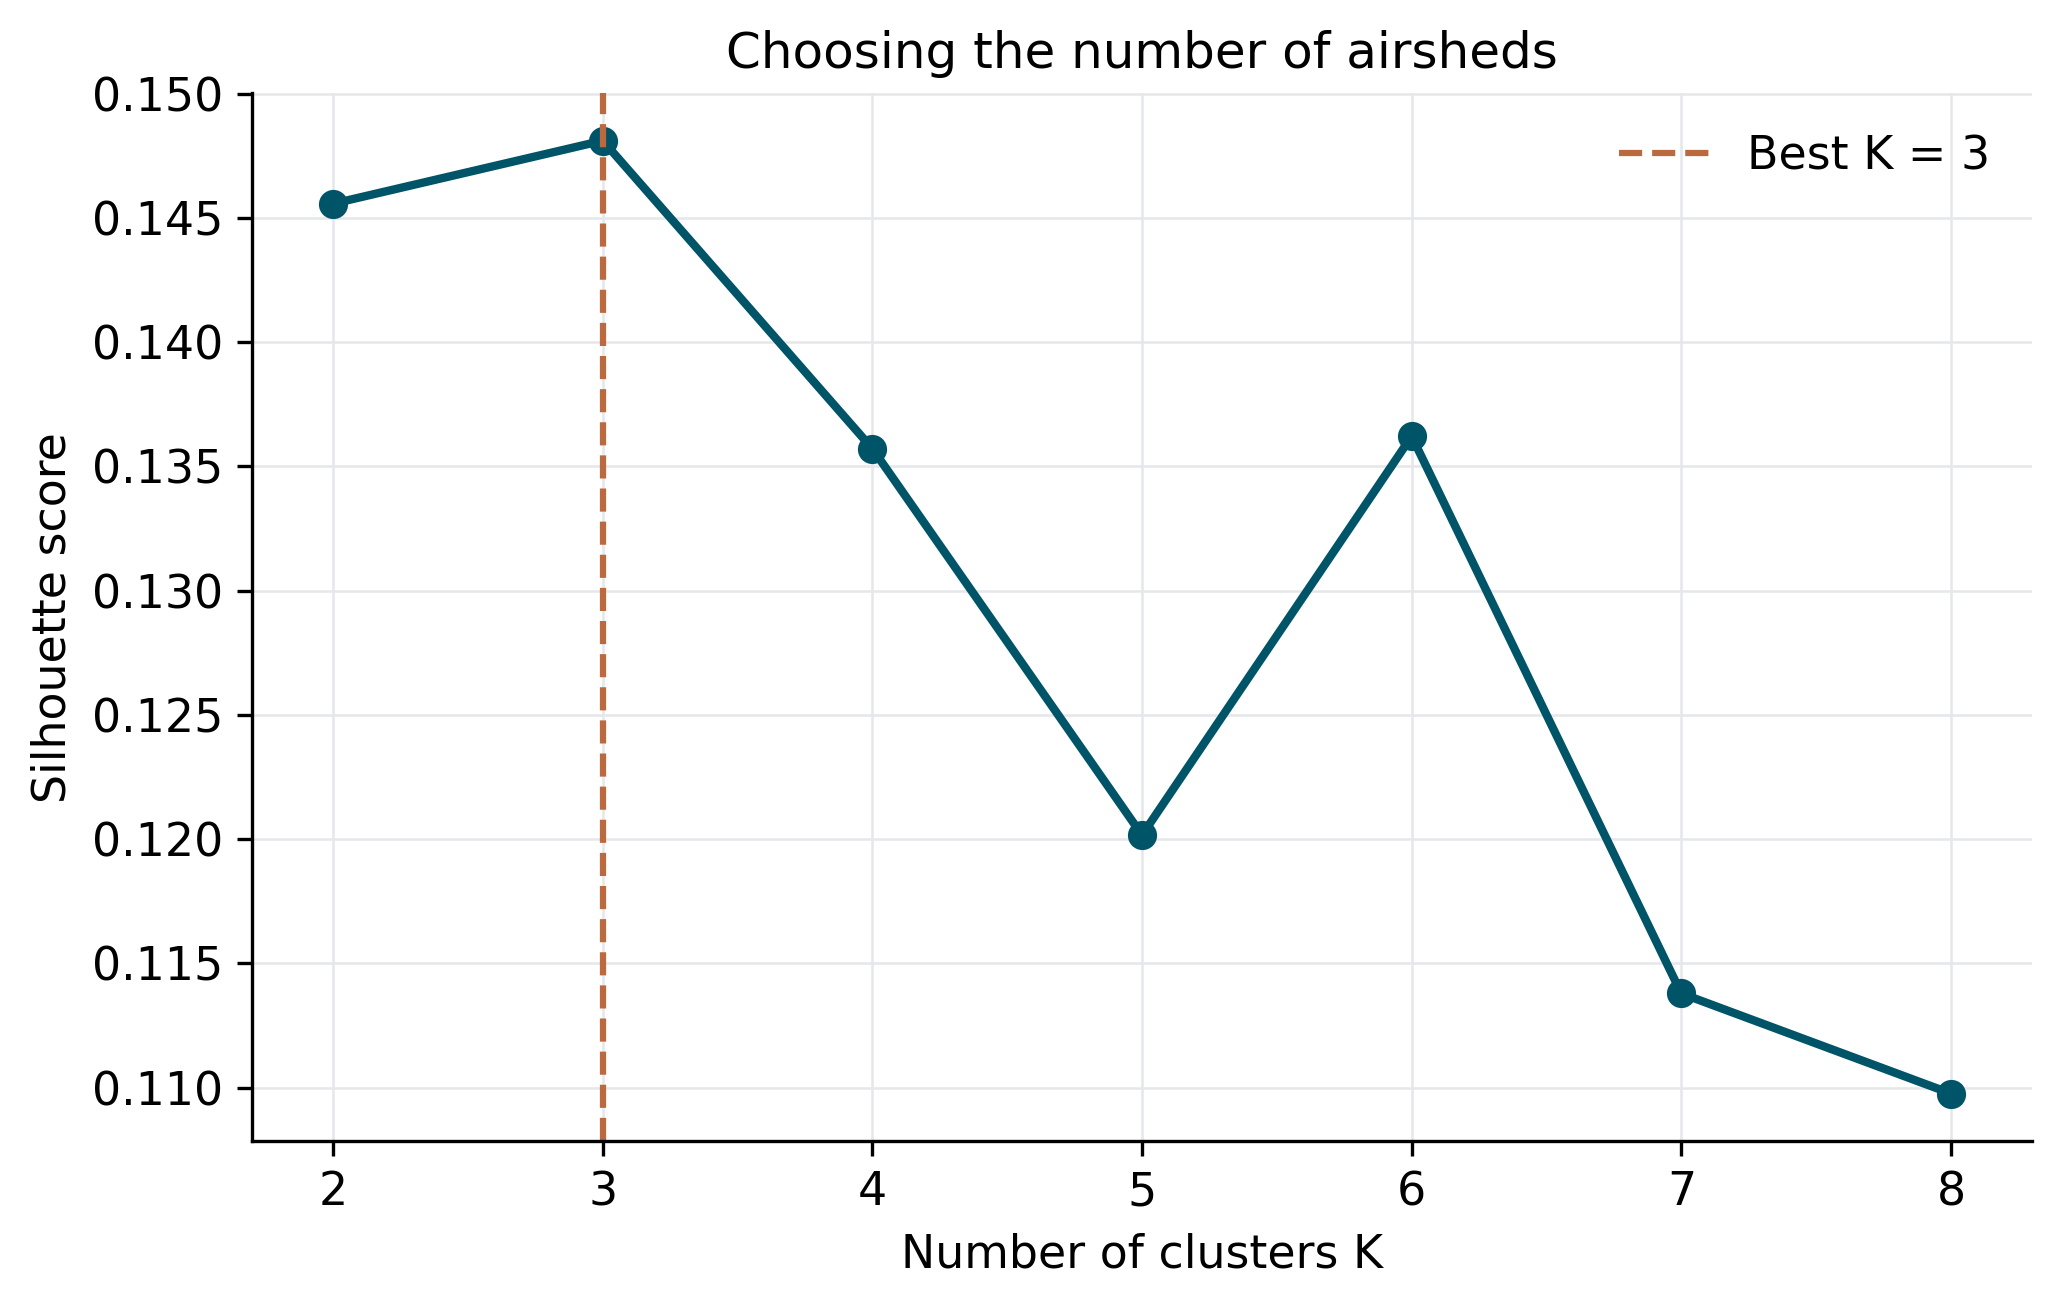 Choosing the number of airsheds
0.150
0.145
0.140
0.135
0.130
0.125
0.120
0.115
0.110
Silhouette score
Best K = 3
2 3 4 5 6 7 8
Number of clusters K